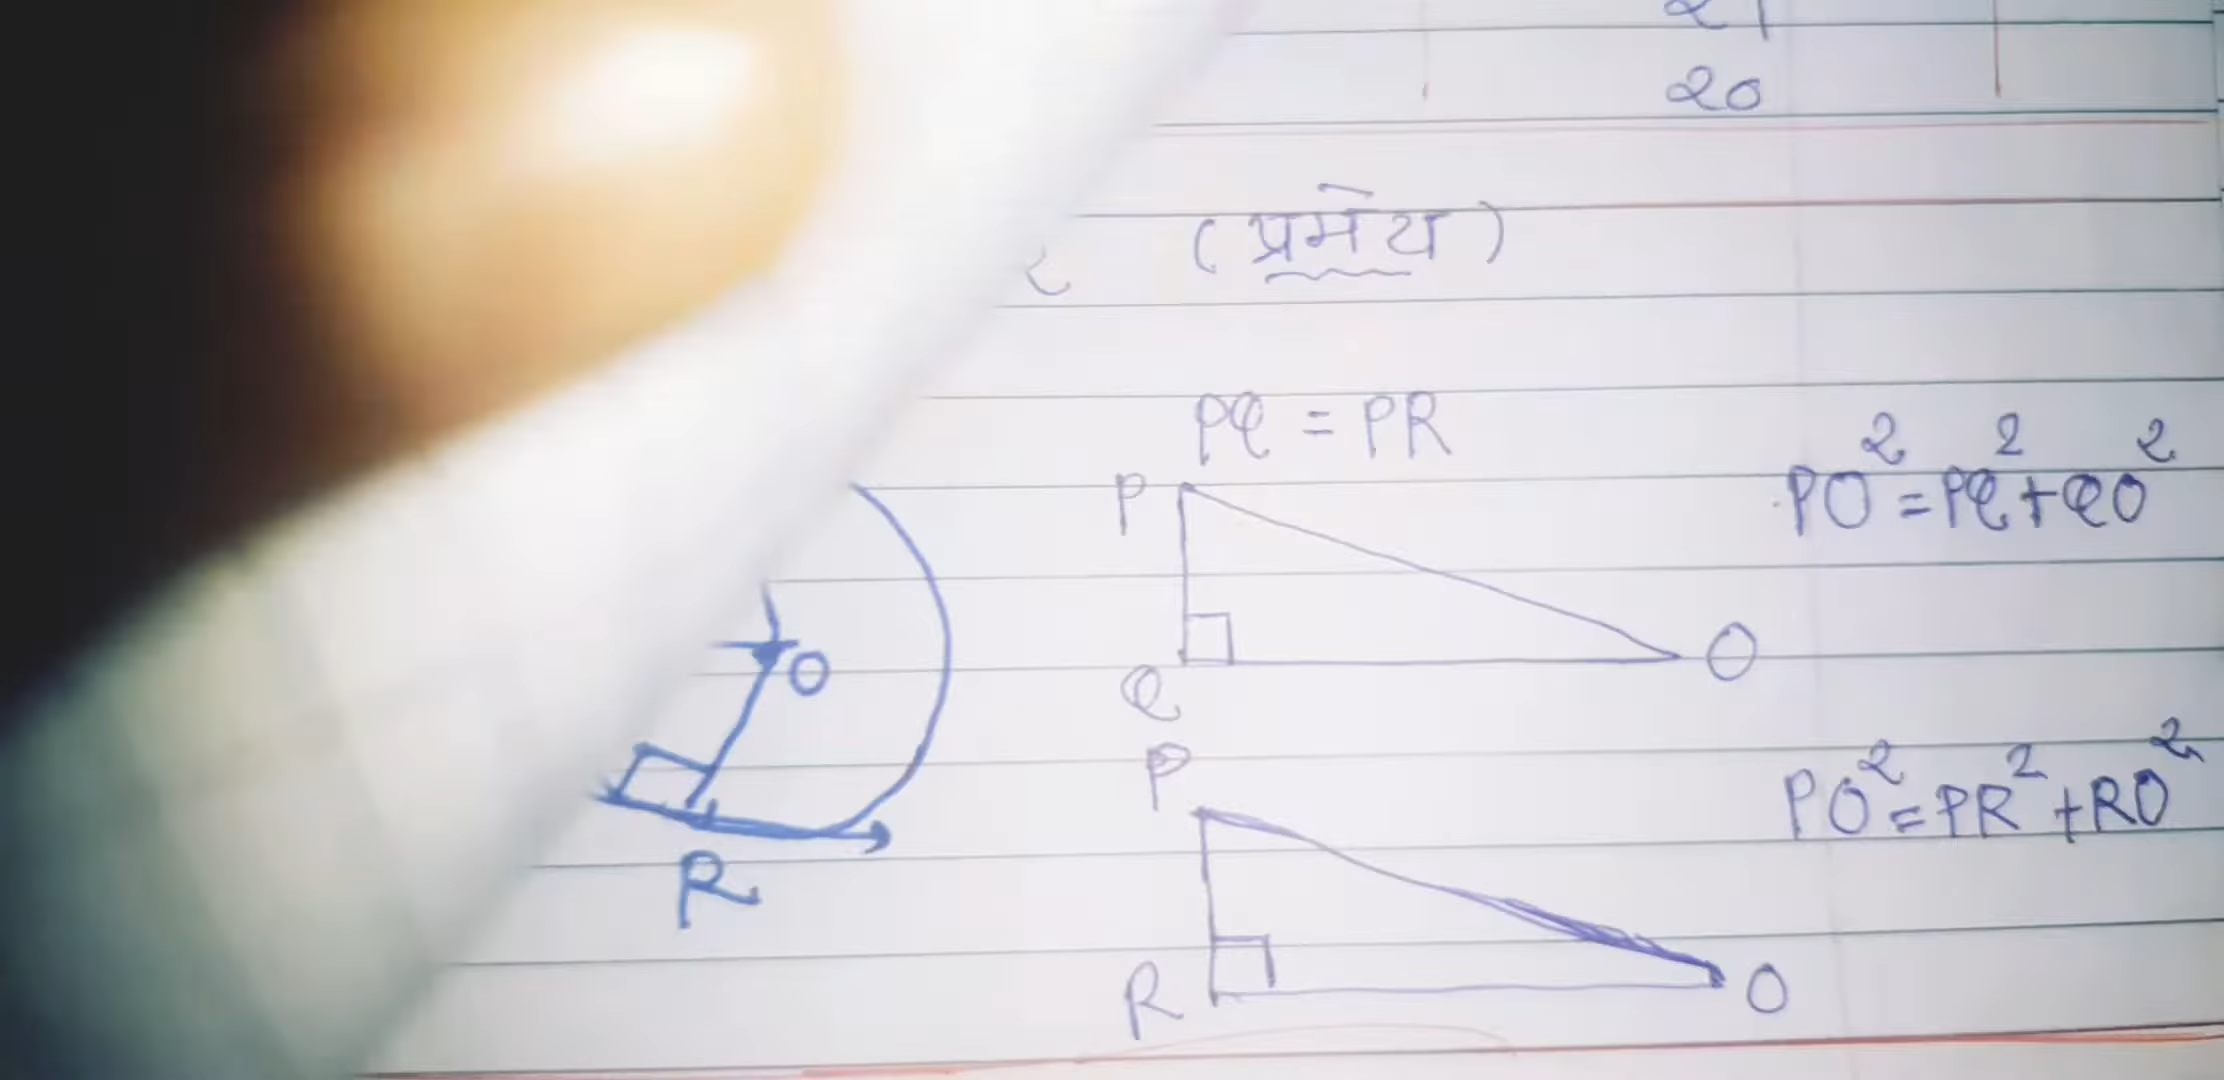 20
(प्रमेय)
PQ = PR
P
PO² = PQ² + QO²
O
O
Q
P
PO² = PR² + RO²
R
R
O